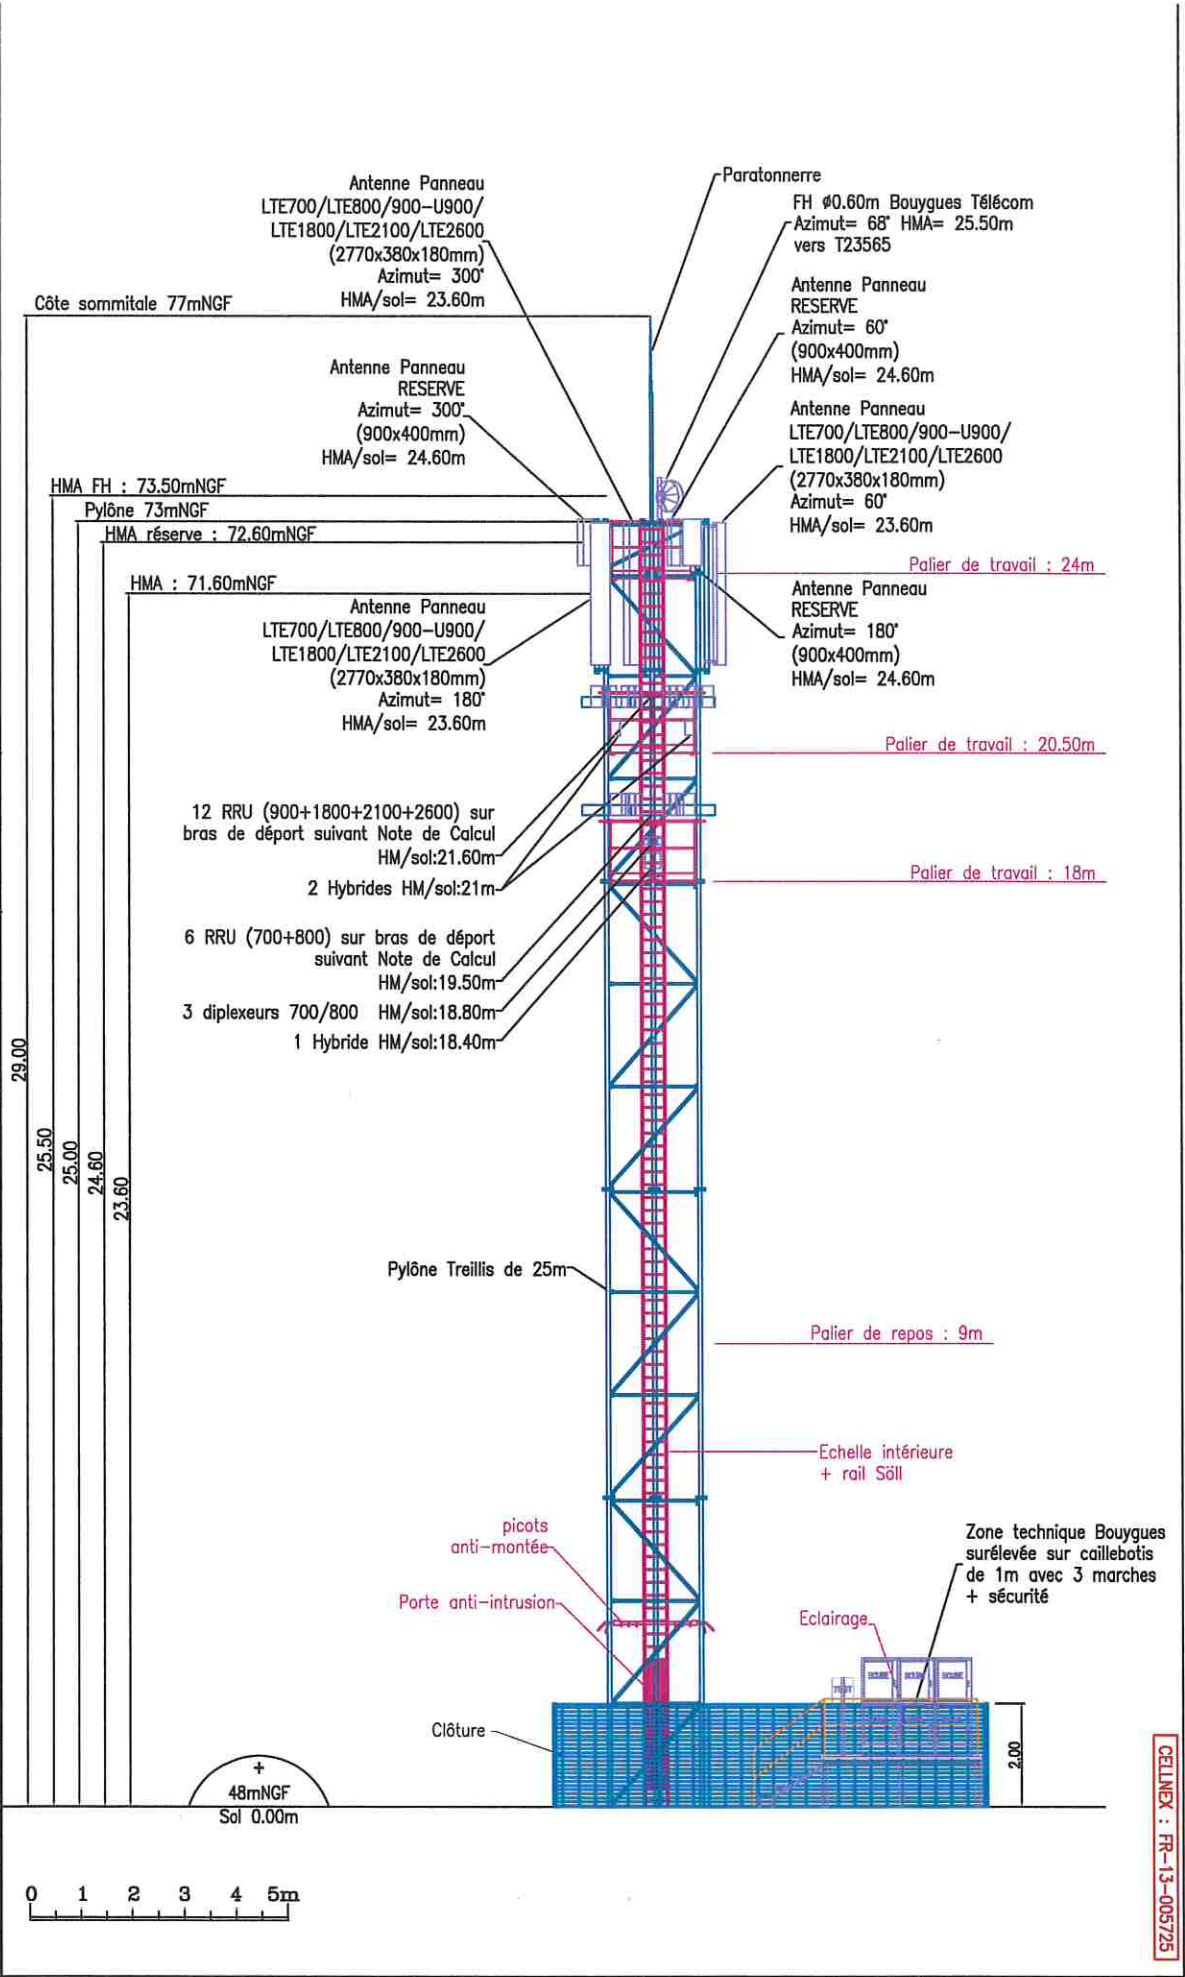 Antenne Panneau
LTE700/LTE800/900-U900/
LTE1800/LTE2100/LTE2600
(2770x380x180mm)
Azimut= 300°
HMA/sol= 23.60m
Paratonnerre
FH ø0.60m Bouygues Télécom
Azimut= 68° HMA= 25.50m
vers T23565
Côte sommitale 77mNGF
Antenne Panneau
RESERVE
Azimut= 60°
(900x400mm)
HMA/sol= 24.60m
Antenne Panneau
RESERVE
Azimut= 300°
(900x400mm)
HMA/sol= 24.60m
Antenne Panneau
LTE700/LTE800/900-U900/
LTE1800/LTE2100/LTE2600
(2770x380x180mm)
Azimut= 60°
HMA/sol= 23.60m
HMA FH : 73.50mNGF
Pylône 73mNGF
HMA réserve : 72.60mNGF
HMA : 71.60mNGF
Palier de travail : 24m
Antenne Panneau
LTE700/LTE800/900-U900/
LTE1800/LTE2100/LTE2600
(2770x380x180mm)
Azimut= 180°
HMA/sol= 23.60m
Antenne Panneau
RESERVE
Azimut= 180°
(900x400mm)
HMA/sol= 24.60m
Palier de travail : 20.50m
12 RRU (900+1800+2100+2600) sur
bras de déport suivant Note de Calcul
HM/sol:21.60m
2 Hybrides HM/sol:21m
Palier de travail : 18m
6 RRU (700+800) sur bras de déport
suivant Note de Calcul
HM/sol:19.50m
3 diplexeurs 700/800 HM/sol:18.80m
1 Hybride HM/sol:18.40m
29.00
25.50
25.00
24.60
23.60
Pylône Treillis de 25m
Palier de repos : 9m
Echelle intérieure
+ rail Söll
picots
anti-montée
Porte anti-intrusion
Zone technique Bouygues
surélevée sur caillebotis
de 1m avec 3 marches
+ sécurité
Eclairage
Clôture
2.00
48mNGF
Sol 0.00m
0 1 2 3 4 5m
CELLNEX : FR-13-005725